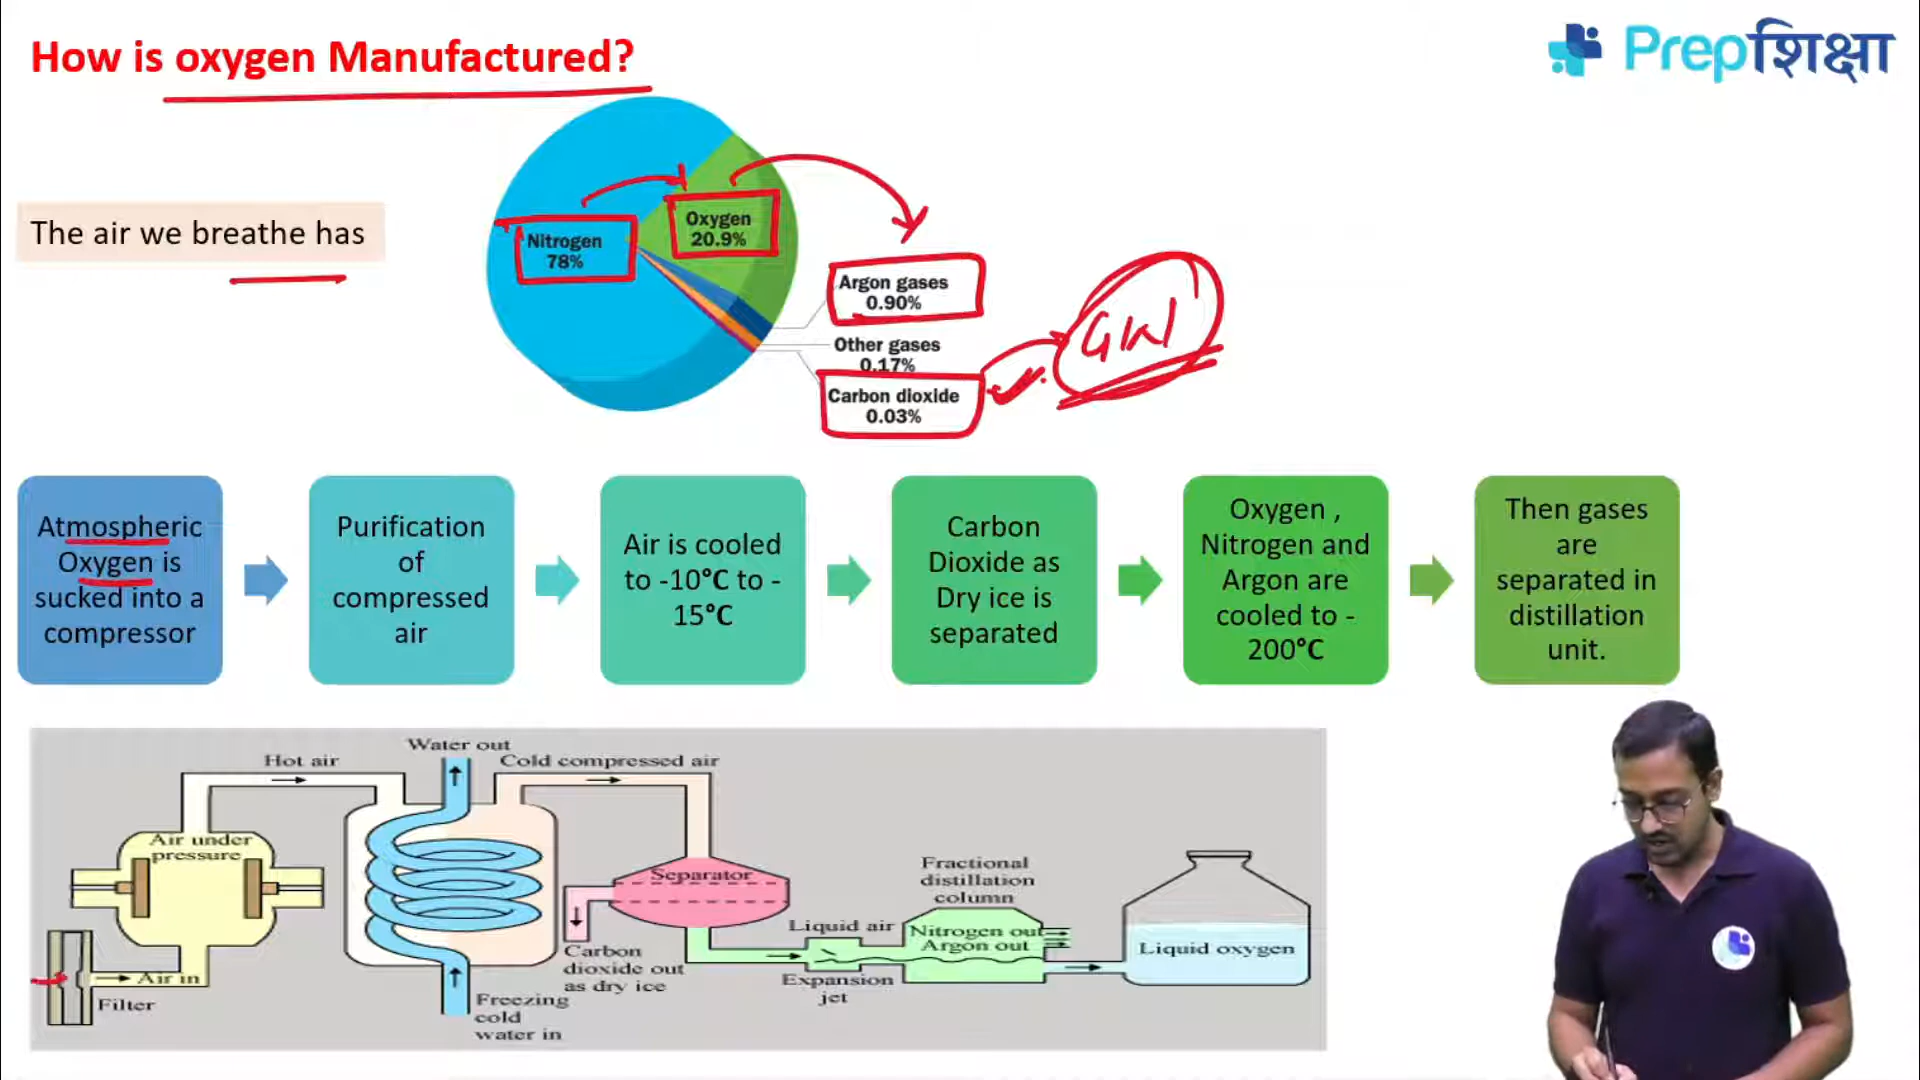 How is oxygen Manufactured?
Prepशिक्षा
The air we breathe has
Nitrogen
78%
Oxygen
20.9%
Argon gases
0.90%
Other gases
0.17%
Carbon dioxide
0.03%
GW
Atmospheric
Oxygen is
sucked into a
compressor
Purification
of
compressed
air
Air is cooled
to -10°C to -
15°C
Carbon
Dioxide as
Dry ice is
separated
Oxygen ,
Nitrogen and
Argon are
cooled to -
200°C
Then gases
are
separated in
distillation
unit.
Water out
Hot air
Cold compressed air
Air under
pressure
Separator
Fractional
distillation
column
Liquid air
Nitrogen out
Argon out
Liquid oxygen
Carbon
dioxide out
as dry ice
Expansion
jet
Air in
Filter
Freezing
cold
water in